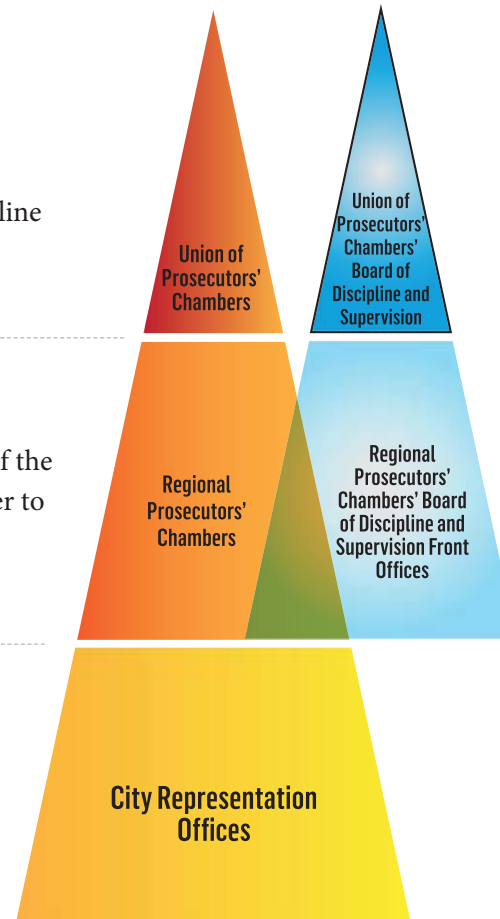 line
Union of
Prosecutors’
Chambers
Union of
Prosecutors’
Chambers’
Board of
Discipline and
Supervision
f the
er to
Regional
Prosecutors’
Chambers
Regional
Prosecutors’
Chambers’ Board
of Discipline and
Supervision Front
Offices
City Representation
Offices